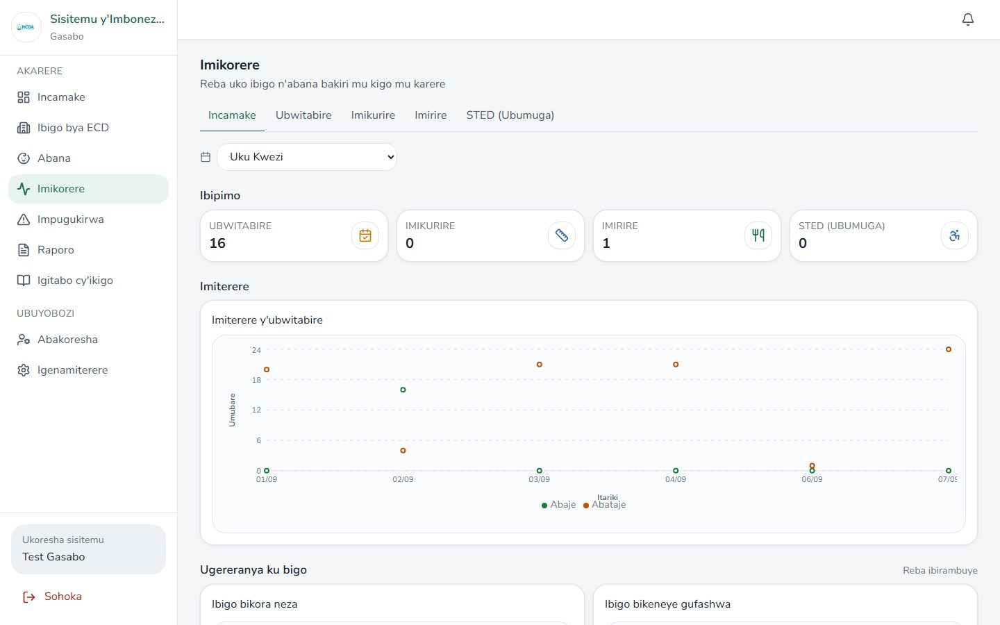 NCDA
Sisitemu y'Imbonez...
Gasabo
AKARERE
Incamake
Ibigo bya ECD
Abana
Imikorere
Impugukirwa
Raporo
Igitabo cy'ikigo
UBUYOBOZI
Abakoresha
Igenamiterere
Ukoresha sisitemu
Test Gasabo
Sohoka
Imikorere
Reba uko ibigo n'abana bakiri mu kigo mu karere
Incamake Ubwitabire Imikurire Imirire STED (Ubumuga)
Uku Kwezi
Ibipimo
UBWITABIRE
16
IMIKURIRE
0
IMIRIRE
1
STED (UBUMUGA)
0
Imiterere
Imiterere y'ubwitabire
Umubare
24
18
12
6
0
01/09 02/09 03/09 04/09 06/09 07/09
Itariki
Abaje Abataje
Ugereranya ku bigo
Reba ibirambuye
Ibigo bikora neza
Ibigo bikeneye gufashwa